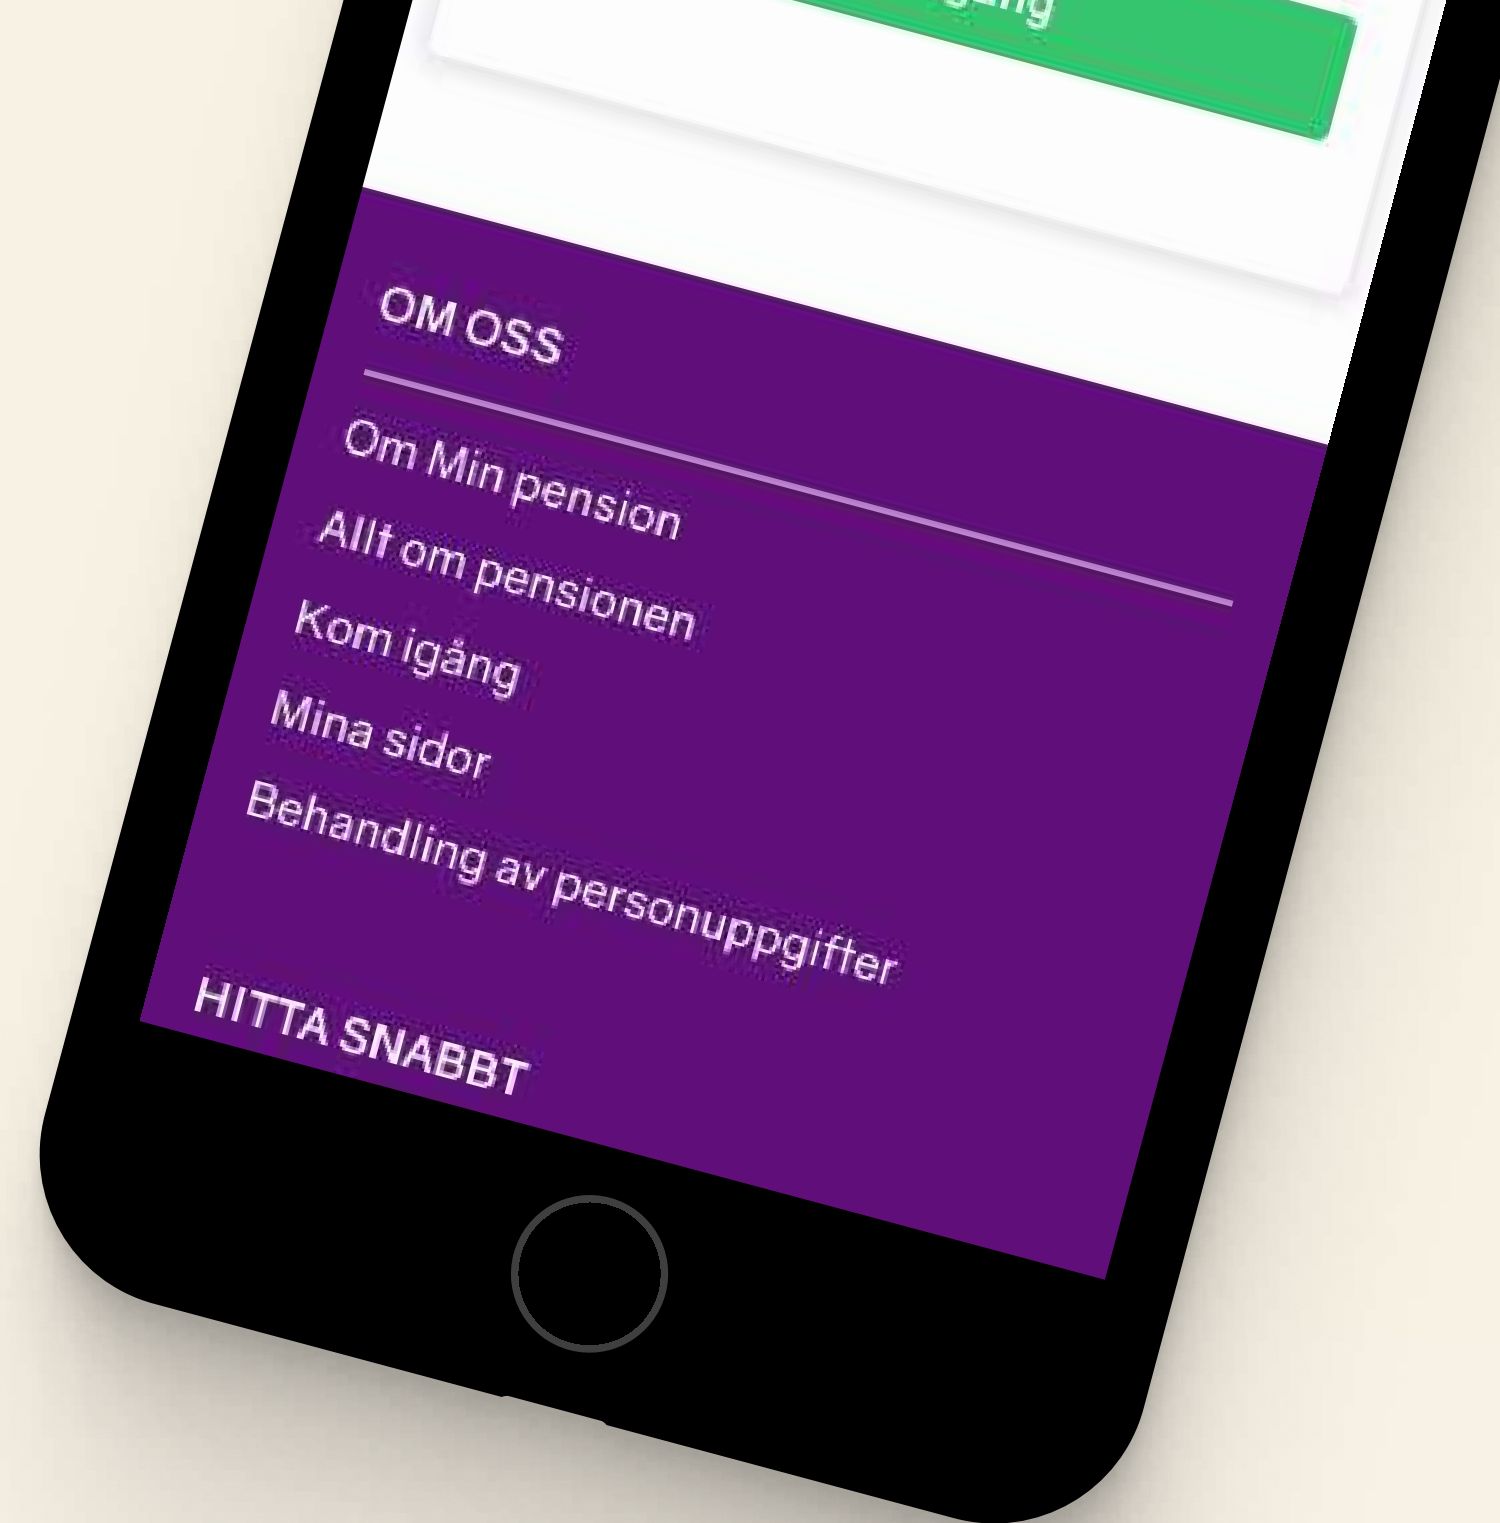 OM OSS
Om Min pension
Allt om pensionen
Kom igång
Mina sidor
Behandling av personuppgifter
HITTA SNABBT